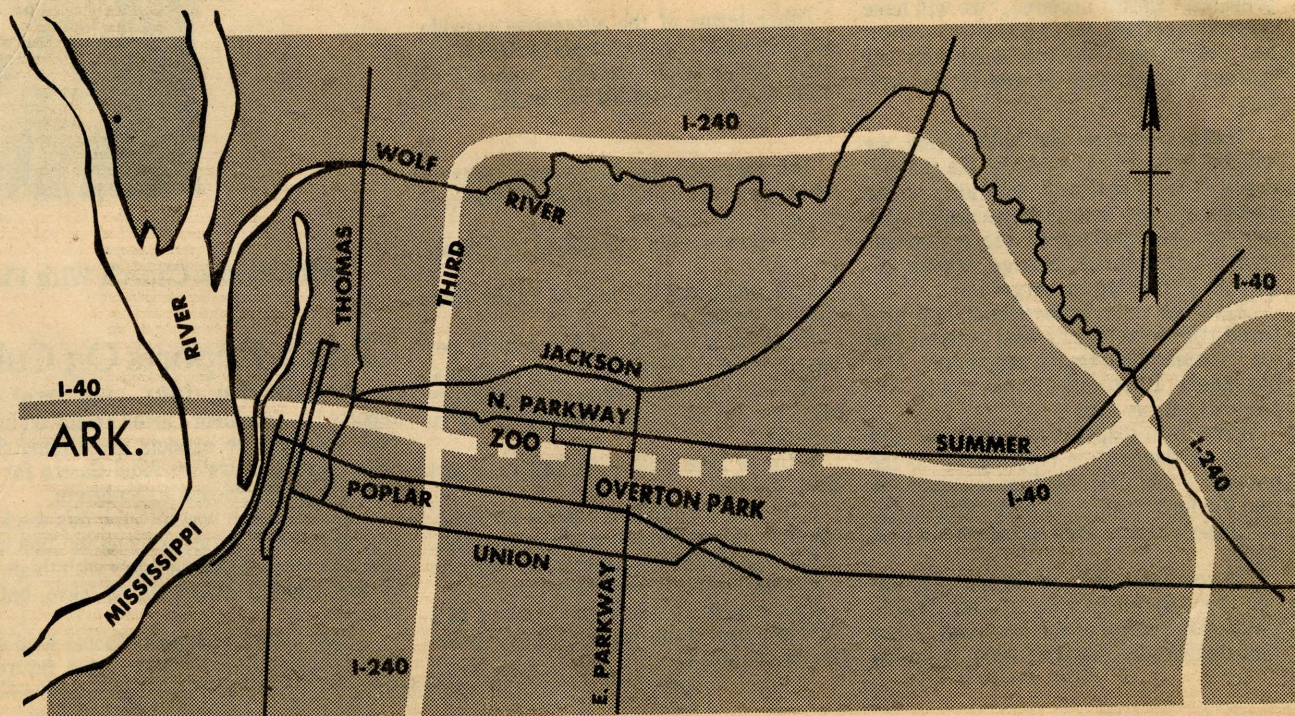 I-240
WOLF
RIVER
THOMAS
THIRD
I-40
RIVER
I-40
ARK.
JACKSON
N. PARKWAY
ZOO
SUMMER
I-240
I-40
POPLAR
OVERTON PARK
UNION
MISSISSIPPI
E. PARKWAY
I-240